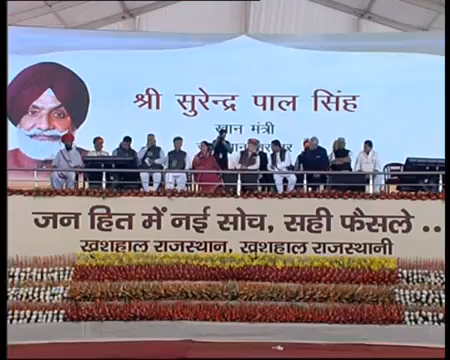 श्री सुरेन्द्र पाल सिंह
खान मंत्री
जन हित में नई सोच, सही फैसले ..
खुशहाल राजस्थान, खुशहाल राजस्थानी